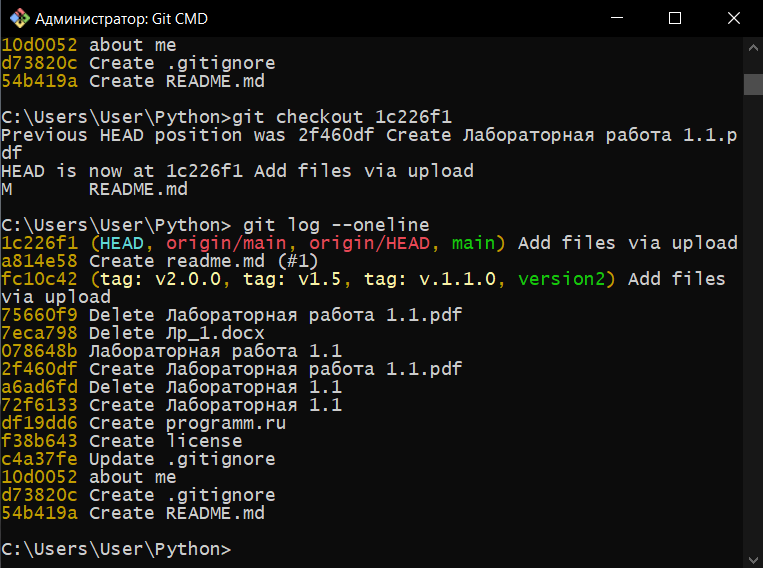 Администратор: Git CMD
10d0052 about me
d73820c Create .gitignore
54b419a Create README.md
C:\Users\User\Python>git checkout 1c226f1
Previous HEAD position was 2f460df Create Лабораторная работа 1.1.p
df
HEAD is now at 1c226f1 Add files via upload
M       README.md
C:\Users\User\Python> git log --oneline
1c226f1 (HEAD, origin/main, origin/HEAD, main) Add files via upload
a814e58 Create readme.md (#1)
fc10c42 (tag: v2.0.0, tag: v1.5, tag: v.1.1.0, version2) Add files
via upload
75660f9 Delete Лабораторная работа 1.1.pdf
7eca798 Delete Лр_1.docx
078648b Лабораторная работа 1.1
2f460df Create Лабораторная работа 1.1.pdf
a6ad6fd Delete Лабораторная 1.1
72f6133 Create Лабораторная 1.1
df19dd6 Create programm.ru
f38b643 Create license
c4a37fe Update .gitignore
10d0052 about me
d73820c Create .gitignore
54b419a Create README.md
C:\Users\User\Python>